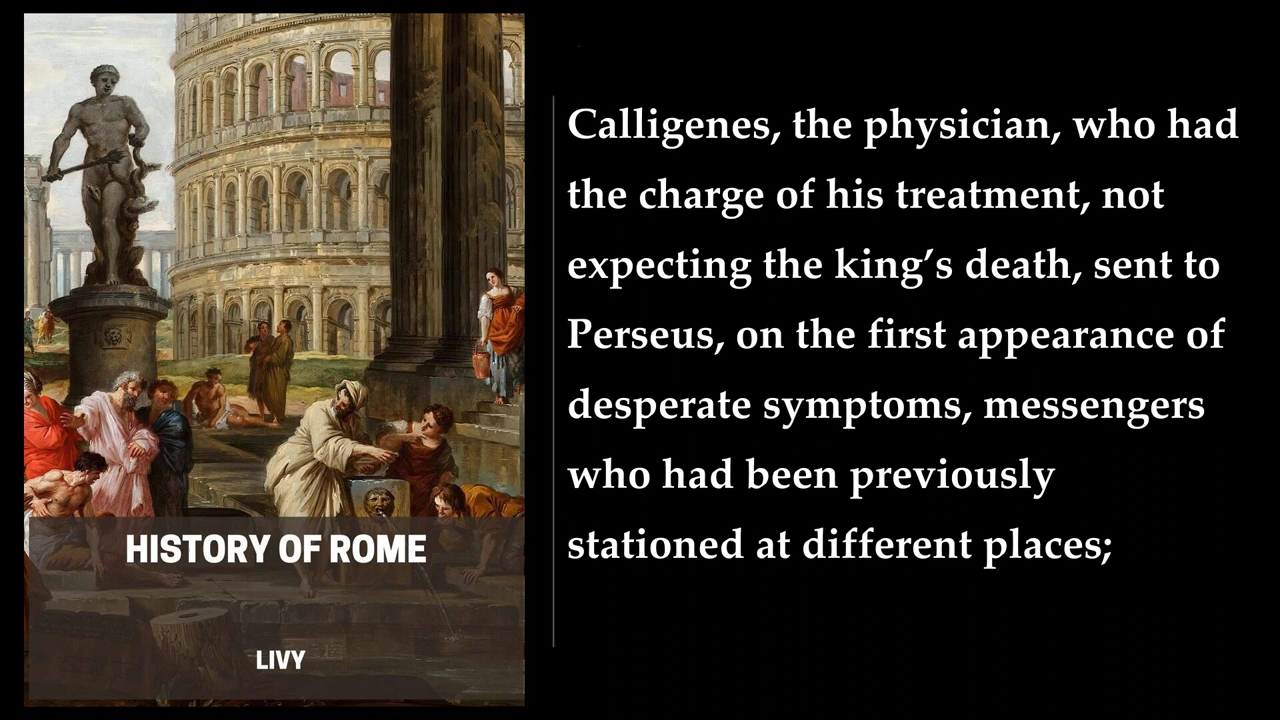 HISTORY OF ROME
LIVY
Calligenes, the physician, who had
the charge of his treatment, not
expecting the king’s death, sent to
Perseus, on the first appearance of
desperate symptoms, messengers
who had been previously
stationed at different places;